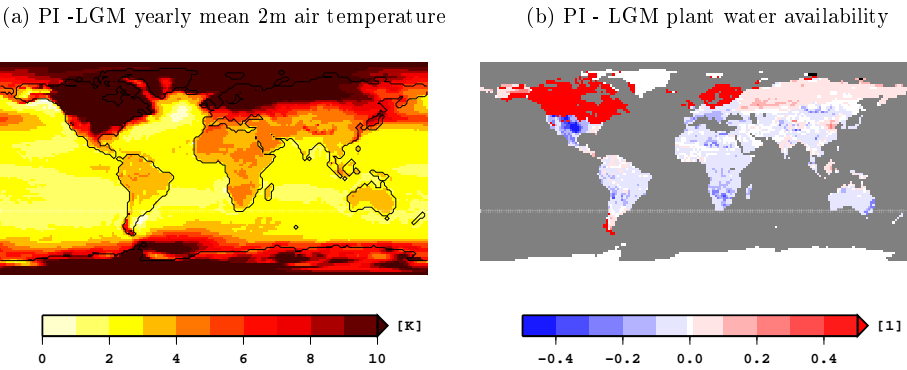 (a) PI -LGM yearly mean 2m air temperature
(b) PI - LGM plant water availability
[K]
0 2 4 6 8 10
[1]
-0.4 -0.2 0.0 0.2 0.4